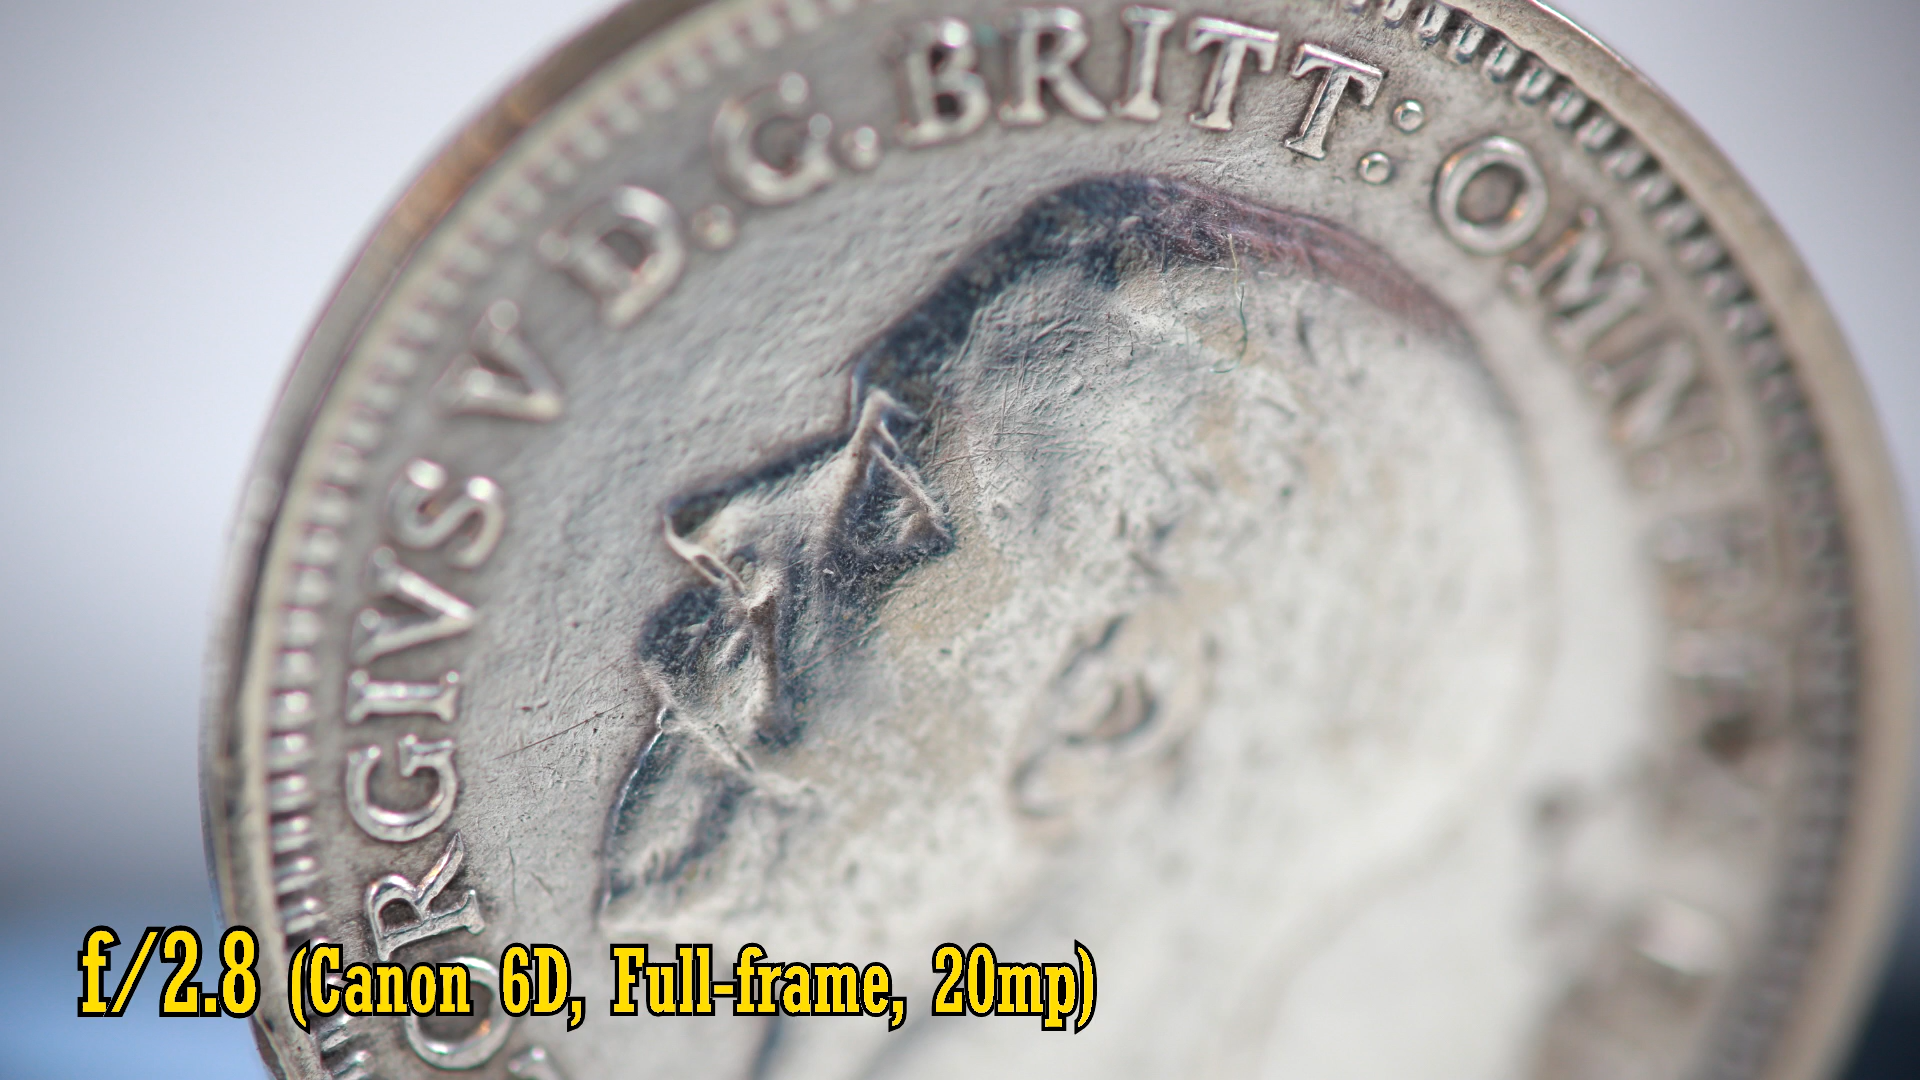 ORGIVS V D.G.BRITT: OMN
f/2.8 (Canon 6D, Full-frame, 20mp)